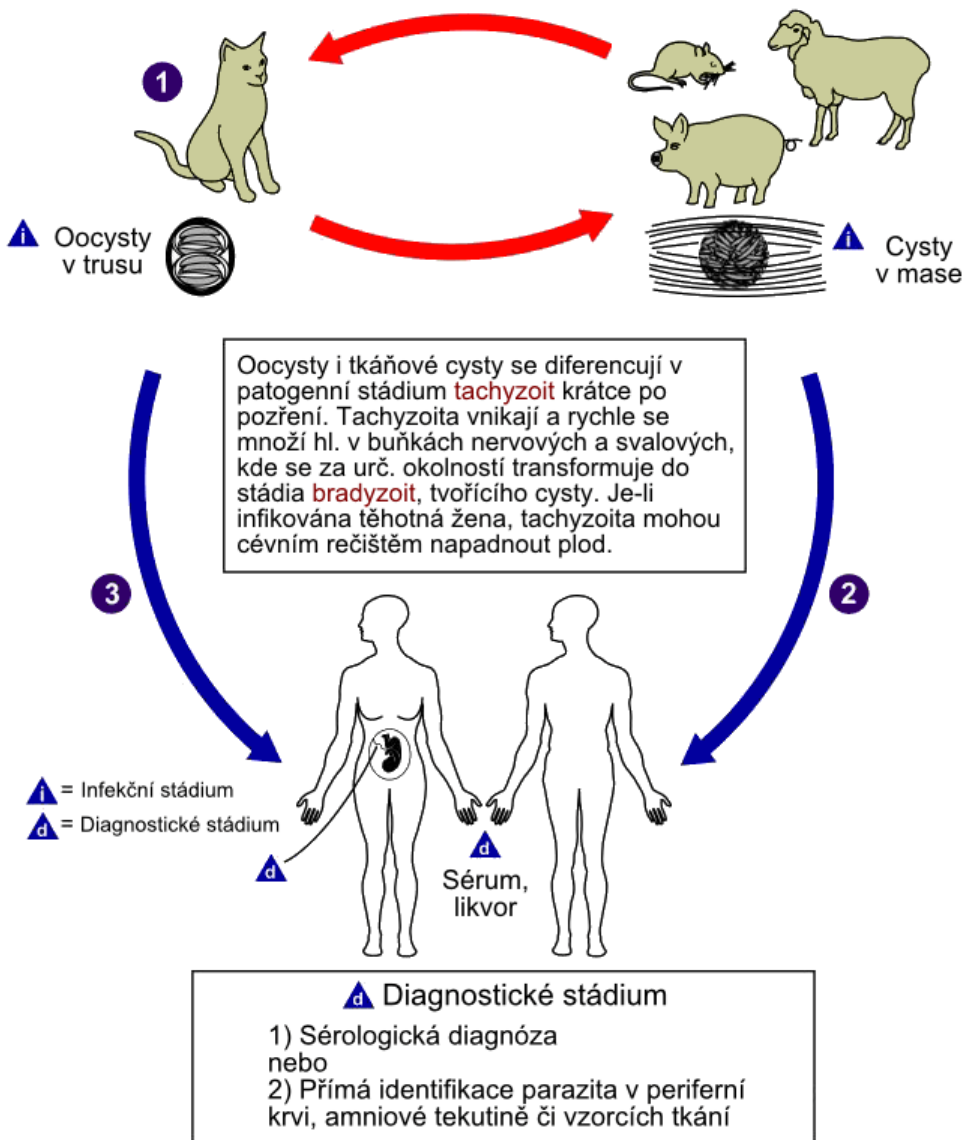 1
i Oocysty
v trusu
i Cysty
v mase
Oocysty i tkáňové cysty se diferencují v
patogenní stádium tachyzoit krátce po
pozření. Tachyzoita vnikají a rychle se
množí hl. v buňkách nervových a svalových,
kde se za urč. okolností transformuje do
stádia bradyzoit, tvořícího cysty. Je-li
infikována těhotná žena, tachyzoita mohou
cévním rečištěm napadnout plod.
3
2
i = Infekční stádium
d = Diagnostické stádium
d
d
Sérum,
likvor
d Diagnostické stádium
1) Sérologická diagnóza
nebo
2) Přímá identifikace parazita v periferní
krvi, amniové tekutině či vzorcích tkání